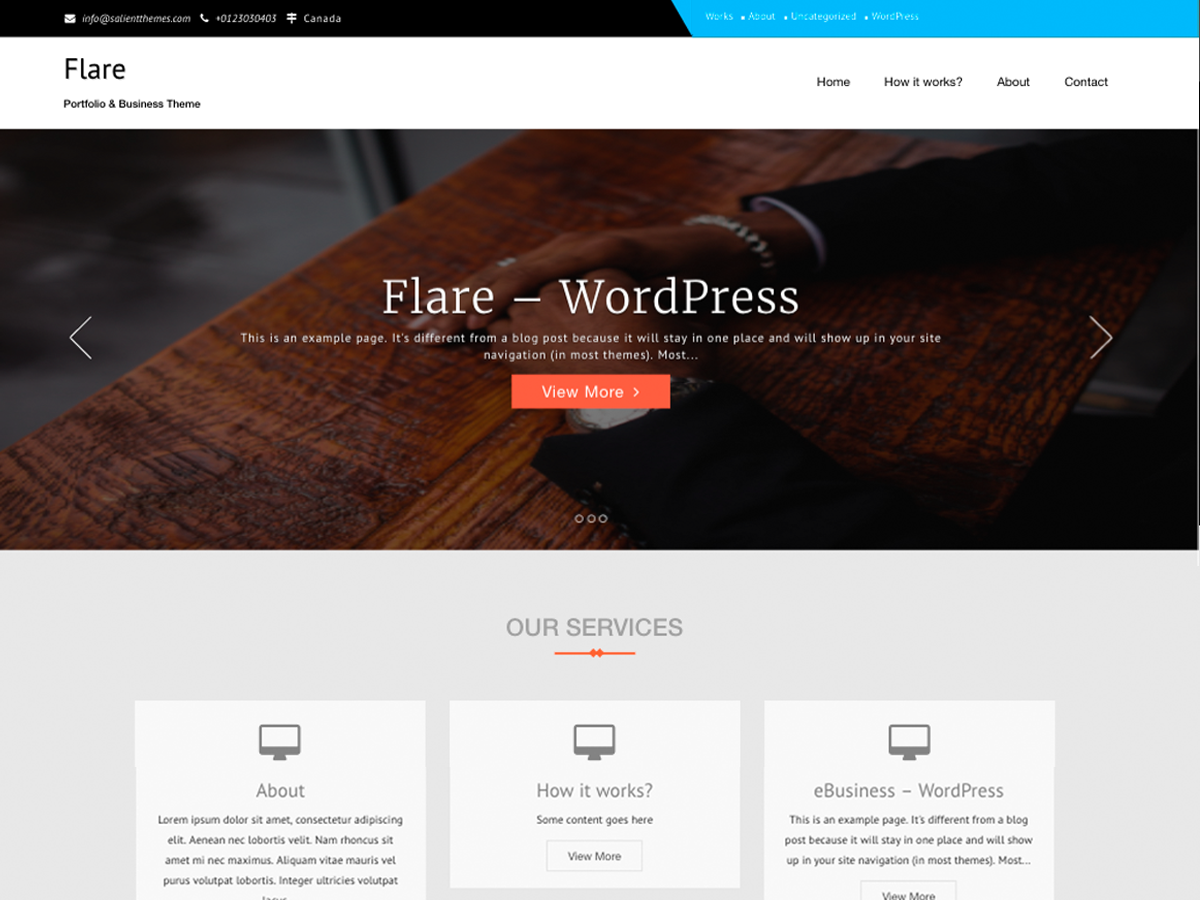 info@salientthemes.com +0123030403 Canada
Works About Uncategorized WordPress
Flare
Portfolio & Business Theme
Home How it works? About Contact
Flare – WordPress
This is an example page. It's different from a blog post because it will stay in one place and will show up in your site
navigation (in most themes). Most...
View More
OUR SERVICES
About
Lorem ipsum dolor sit amet, consectetur adipiscing
elit. Aenean nec lobortis velit. Nam rhoncus sit
amet mi nec maximus. Aliquam vitae mauris vel
purus volutpat lobortis. Integer ultricies volutpat
How it works?
Some content goes here
View More
eBusiness – WordPress
This is an example page. It's different from a blog
post because it will stay in one place and will show
up in your site navigation (in most themes). Most...
View More